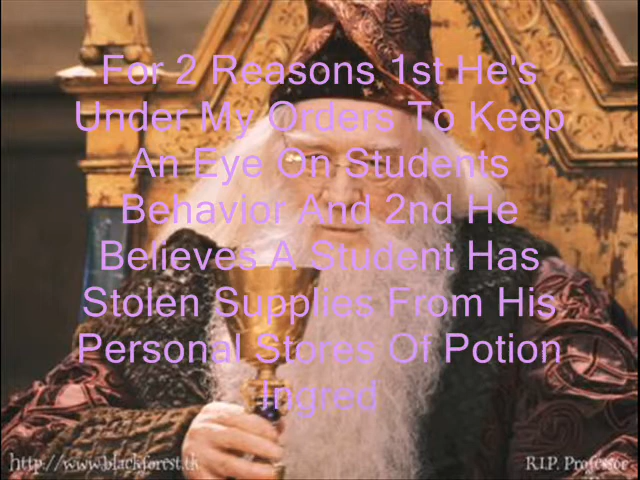 For 2 Reasons 1st He's
Under My Orders To Keep
An Eye On Students
Behavior And 2nd He
Believes A Student Has
Stolen Supplies From His
Personal Stores Of Potion
Ingred
http://www.blackforest.tk
R.I.P. Professor